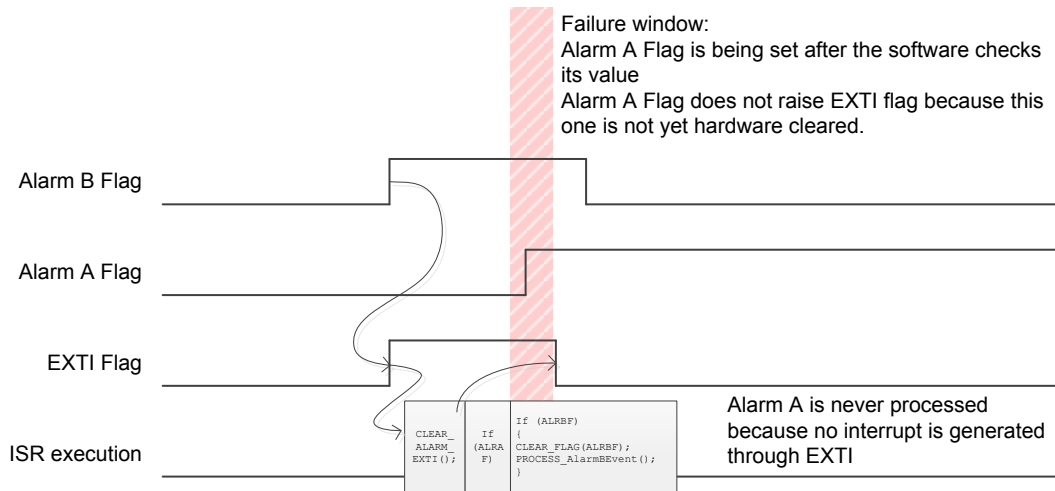 Failure window:
Alarm A Flag is being set after the software checks
its value
Alarm A Flag does not raise EXTI flag because this
one is not yet hardware cleared.
Alarm B Flag
Alarm A Flag
EXTI Flag
ISR execution
CLEAR_
ALARM_
EXTI();
If
(ALRA
F)
If (ALRBF)
{
CLEAR_FLAG(ALRBF);
PROCESS_AlarmBEvent();
}
Alarm A is never processed
because no interrupt is generated
through EXTI